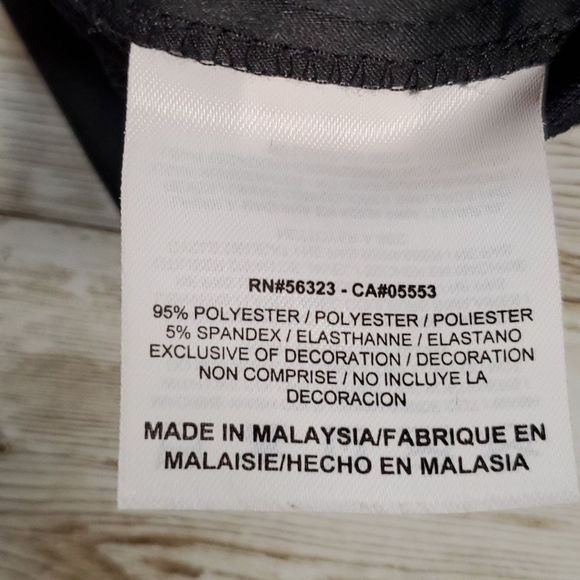 RN#56323 - CA#05553
95% POLYESTER / POLYESTER / POLIESTER
5% SPANDEX / ELASTHANNE / ELASTANO
EXCLUSIVE OF DECORATION / DECORATION
NON COMPRISE / NO INCLUYE LA
DECORACION
MADE IN MALAYSIA/FABRIQUE EN
MALAISIE/HECHO EN MALASIA